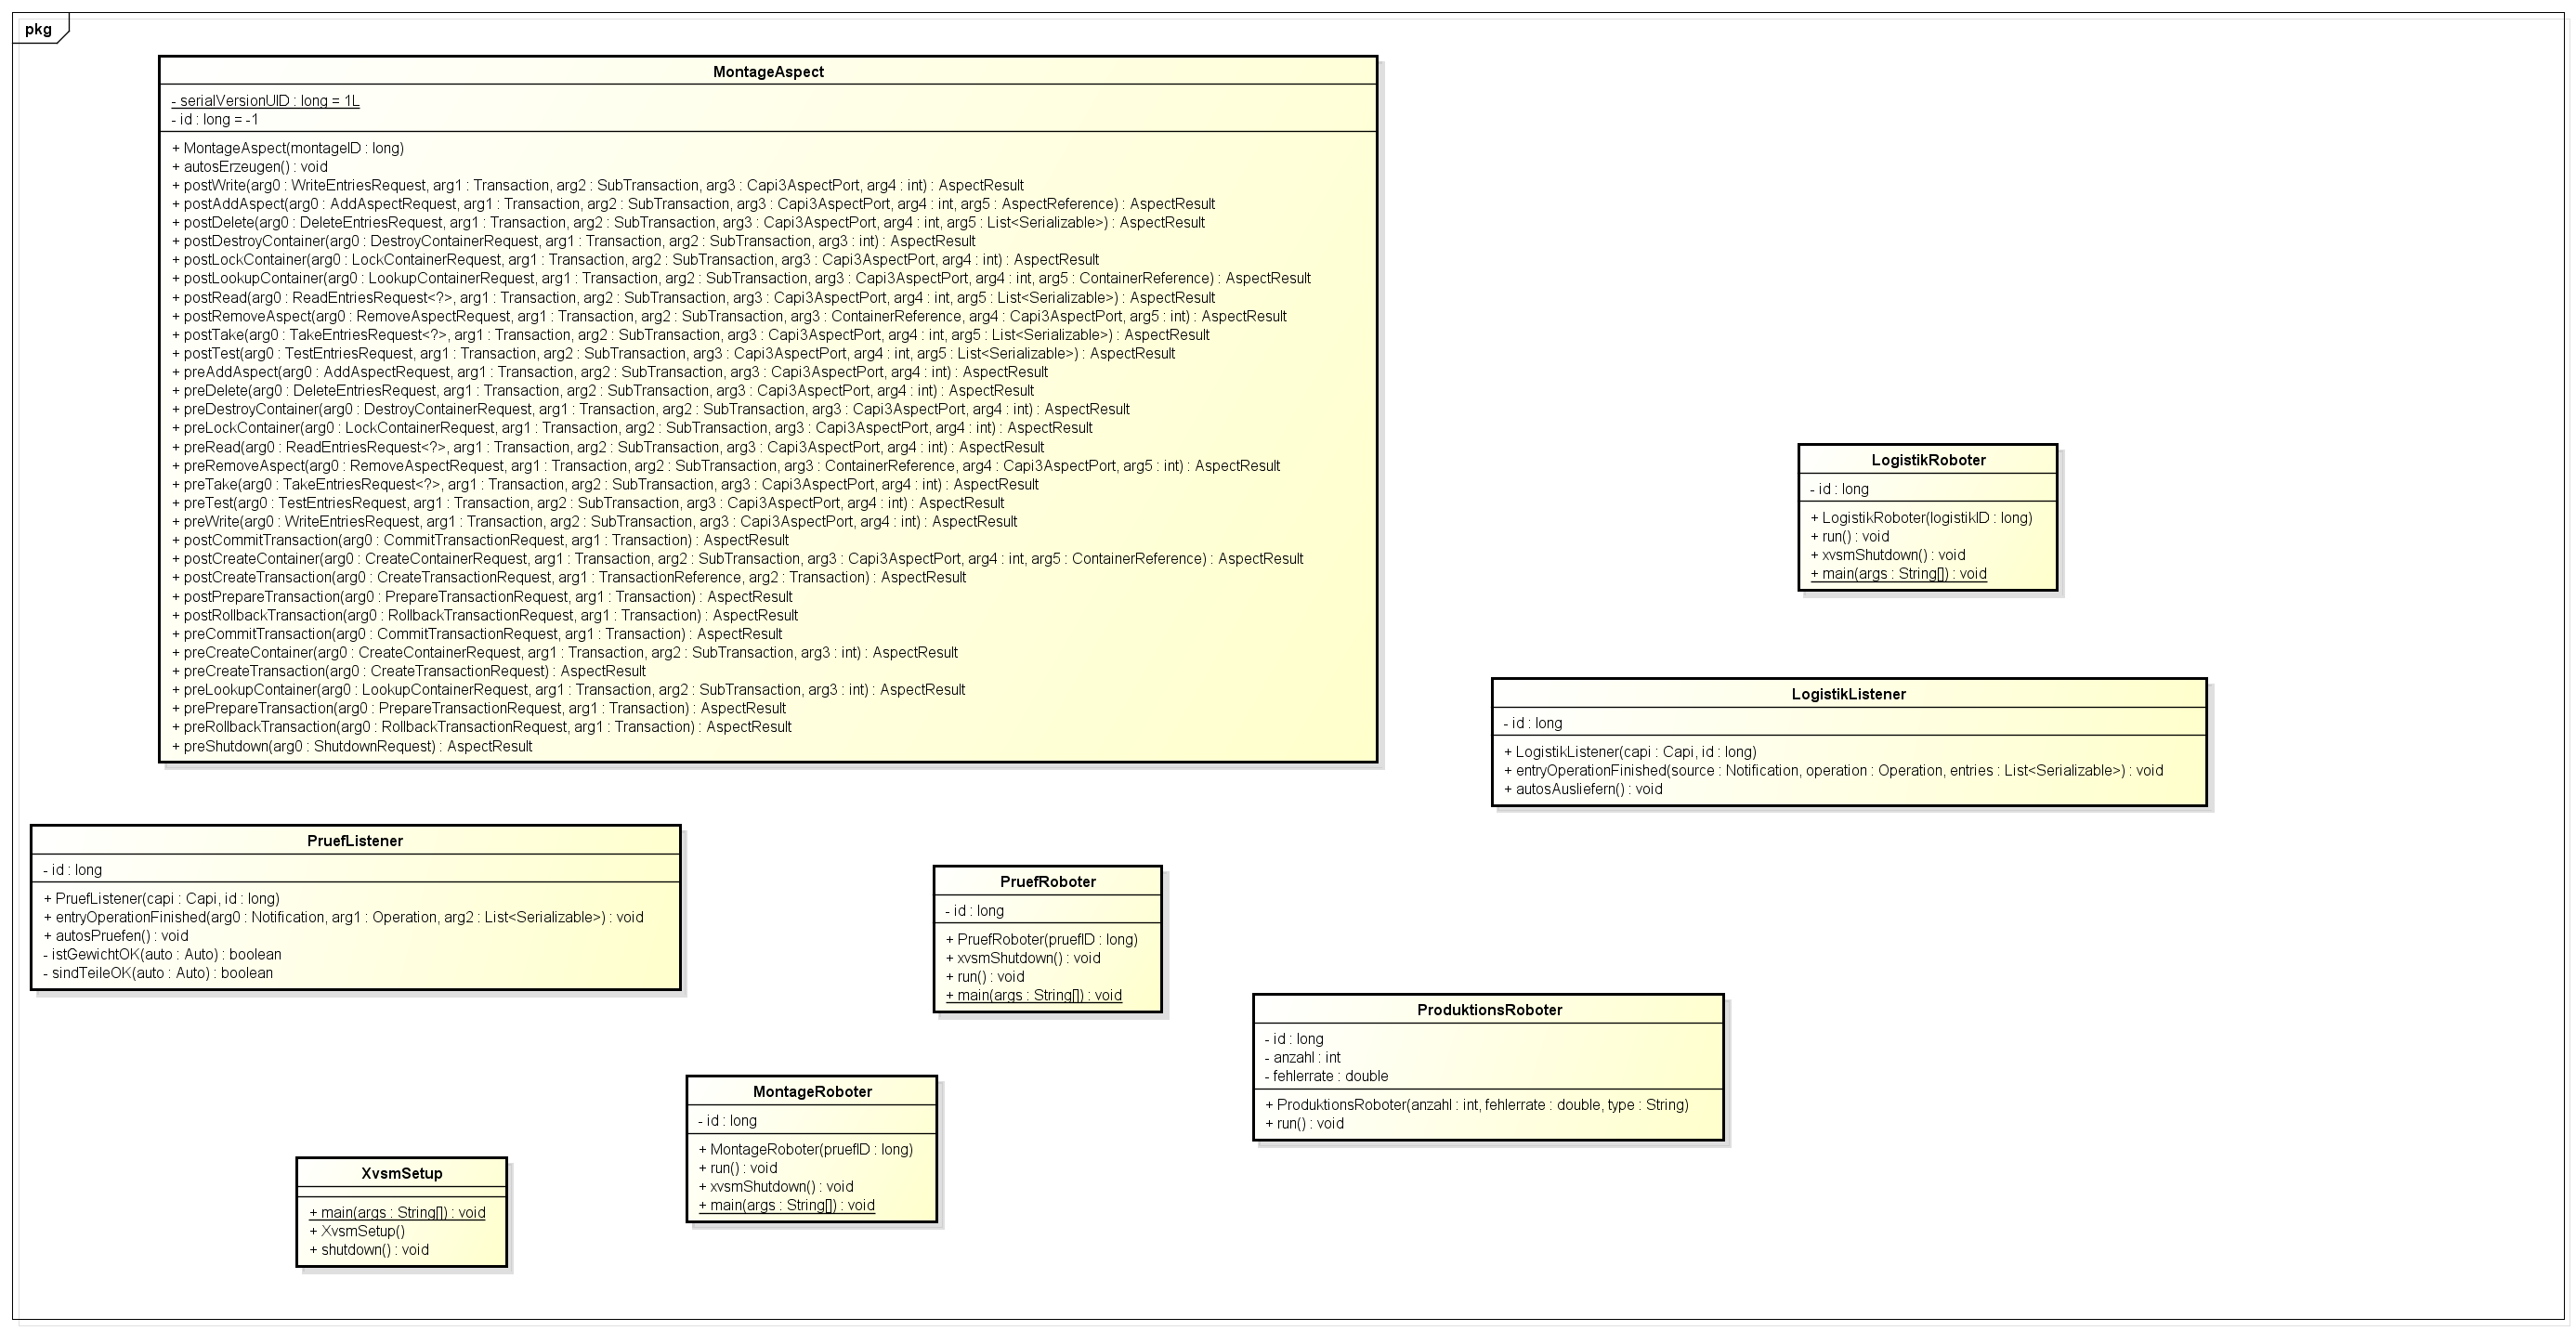 pkg
MontageAspect
- serialVersionUID : long = 1L
- id : long = -1
+ MontageAspect(montageID : long)
+ autosErzeugen() : void
+ postWrite(arg0 : WriteEntriesRequest, arg1 : Transaction, arg2 : SubTransaction, arg3 : Capi3AspectPort, arg4 : int) : AspectResult
+ postAddAspect(arg0 : AddAspectRequest, arg1 : Transaction, arg2 : SubTransaction, arg3 : Capi3AspectPort, arg4 : int, arg5 : AspectReference) : AspectResult
+ postDelete(arg0 : DeleteEntriesRequest, arg1 : Transaction, arg2 : SubTransaction, arg3 : Capi3AspectPort, arg4 : int, arg5 : List<Serializable>) : AspectResult
+ postDestroyContainer(arg0 : DestroyContainerRequest, arg1 : Transaction, arg2 : SubTransaction, arg3 : int) : AspectResult
+ postLockContainer(arg0 : LockContainerRequest, arg1 : Transaction, arg2 : SubTransaction, arg3 : Capi3AspectPort, arg4 : int) : AspectResult
+ postLookupContainer(arg0 : LookupContainerRequest, arg1 : Transaction, arg2 : SubTransaction, arg3 : Capi3AspectPort, arg4 : int, arg5 : ContainerReference) : AspectResult
+ postRead(arg0 : ReadEntriesRequest<?>, arg1 : Transaction, arg2 : SubTransaction, arg3 : Capi3AspectPort, arg4 : int, arg5 : List<Serializable>) : AspectResult
+ postRemoveAspect(arg0 : RemoveAspectRequest, arg1 : Transaction, arg2 : SubTransaction, arg3 : ContainerReference, arg4 : Capi3AspectPort, arg5 : int) : AspectResult
+ postTake(arg0 : TakeEntriesRequest<?>, arg1 : Transaction, arg2 : SubTransaction, arg3 : Capi3AspectPort, arg4 : int, arg5 : List<Serializable>) : AspectResult
+ postTest(arg0 : TestEntriesRequest, arg1 : Transaction, arg2 : SubTransaction, arg3 : Capi3AspectPort, arg4 : int, arg5 : List<Serializable>) : AspectResult
+ preAddAspect(arg0 : AddAspectRequest, arg1 : Transaction, arg2 : SubTransaction, arg3 : Capi3AspectPort, arg4 : int) : AspectResult
+ preDelete(arg0 : DeleteEntriesRequest, arg1 : Transaction, arg2 : SubTransaction, arg3 : Capi3AspectPort, arg4 : int) : AspectResult
+ preDestroyContainer(arg0 : DestroyContainerRequest, arg1 : Transaction, arg2 : SubTransaction, arg3 : Capi3AspectPort, arg4 : int) : AspectResult
+ preLockContainer(arg0 : LockContainerRequest, arg1 : Transaction, arg2 : SubTransaction, arg3 : Capi3AspectPort, arg4 : int) : AspectResult
+ preRead(arg0 : ReadEntriesRequest<?>, arg1 : Transaction, arg2 : SubTransaction, arg3 : Capi3AspectPort, arg4 : int) : AspectResult
+ preRemoveAspect(arg0 : RemoveAspectRequest, arg1 : Transaction, arg2 : SubTransaction, arg3 : ContainerReference, arg4 : Capi3AspectPort, arg5 : int) : AspectResult
+ preTake(arg0 : TakeEntriesRequest<?>, arg1 : Transaction, arg2 : SubTransaction, arg3 : Capi3AspectPort, arg4 : int) : AspectResult
+ preTest(arg0 : TestEntriesRequest, arg1 : Transaction, arg2 : SubTransaction, arg3 : Capi3AspectPort, arg4 : int) : AspectResult
+ preWrite(arg0 : WriteEntriesRequest, arg1 : Transaction, arg2 : SubTransaction, arg3 : Capi3AspectPort, arg4 : int) : AspectResult
+ postCommitTransaction(arg0 : CommitTransactionRequest, arg1 : Transaction) : AspectResult
+ postCreateContainer(arg0 : CreateContainerRequest, arg1 : Transaction, arg2 : SubTransaction, arg3 : Capi3AspectPort, arg4 : int, arg5 : ContainerReference) : AspectResult
+ postCreateTransaction(arg0 : CreateTransactionRequest, arg1 : TransactionReference, arg2 : Transaction) : AspectResult
+ postPrepareTransaction(arg0 : PrepareTransactionRequest, arg1 : Transaction) : AspectResult
+ postRollbackTransaction(arg0 : RollbackTransactionRequest, arg1 : Transaction) : AspectResult
+ preCommitTransaction(arg0 : CommitTransactionRequest, arg1 : Transaction) : AspectResult
+ preCreateContainer(arg0 : CreateContainerRequest, arg1 : Transaction, arg2 : SubTransaction, arg3 : int) : AspectResult
+ preCreateTransaction(arg0 : CreateTransactionRequest) : AspectResult
+ preLookupContainer(arg0 : LookupContainerRequest, arg1 : Transaction, arg2 : SubTransaction, arg3 : int) : AspectResult
+ prePrepareTransaction(arg0 : PrepareTransactionRequest, arg1 : Transaction) : AspectResult
+ preRollbackTransaction(arg0 : RollbackTransactionRequest, arg1 : Transaction) : AspectResult
+ preShutdown(arg0 : ShutdownRequest) : AspectResult
LogistikRoboter
- id : long
+ LogistikRoboter(logistikID : long)
+ run() : void
+ xvsmShutdown() : void
+ main(args : String[]) : void
LogistikListener
- id : long
+ LogistikListener(capi : Capi, id : long)
+ entryOperationFinished(source : Notification, operation : Operation, entries : List<Serializable>) : void
+ autosAusliefern() : void
PruefListener
- id : long
+ PruefListener(capi : Capi, id : long)
+ entryOperationFinished(arg0 : Notification, arg1 : Operation, arg2 : List<Serializable>) : void
+ autosPruefen() : void
- istGewichtOK(auto : Auto) : boolean
- sindTeileOK(auto : Auto) : boolean
PruefRoboter
- id : long
+ PruefRoboter(pruefID : long)
+ xvsmShutdown() : void
+ run() : void
+ main(args : String[]) : void
ProduktionsRoboter
- id : long
- anzahl : int
- fehlerrate : double
+ ProduktionsRoboter(anzahl : int, fehlerrate : double, type : String)
+ run() : void
MontageRoboter
- id : long
+ MontageRoboter(pruefID : long)
+ run() : void
+ xvsmShutdown() : void
+ main(args : String[]) : void
XvsmSetup
+ main(args : String[]) : void
+ XvsmSetup()
+ shutdown() : void